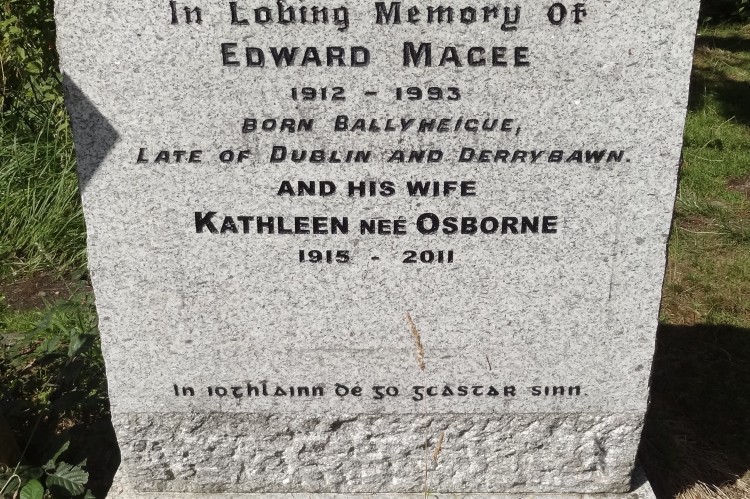 In Loving Memory Of
EDWARD MAGEE
1912 - 1993
BORN BALLYHEIGUE,
LATE OF DUBLIN AND DERRYBAWN.
AND HIS WIFE
KATHLEEN NEÉ OSBORNE
1915 - 2011
In iothlainn dé go gcastar sinn.